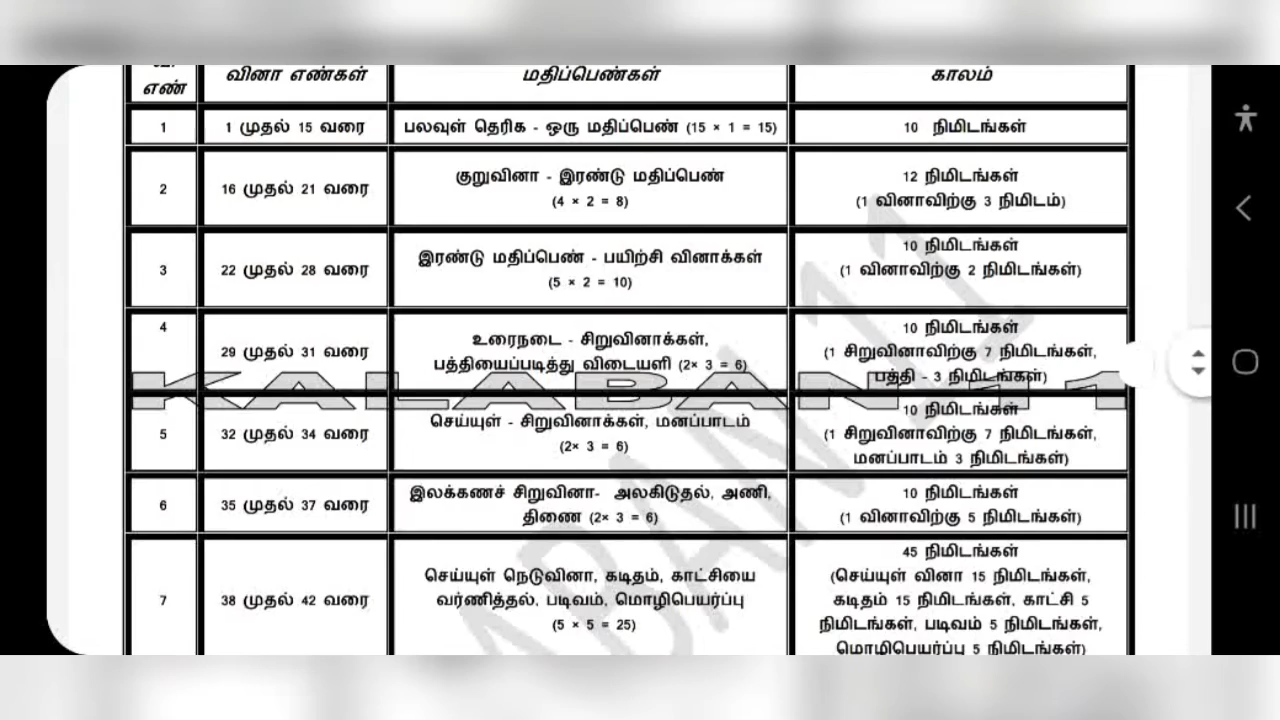 எண்
வினா எண்கள்
மதிப்பெண்கள்
காலம்
1
1 முதல் 15 வரை
பலவுள் தெரிக - ஒரு மதிப்பெண் (15 × 1 = 15)
10 நிமிடங்கள்
2
16 முதல் 21 வரை
குறுவினா - இரண்டு மதிப்பெண்
(4 × 2 = 8)
12 நிமிடங்கள்
(1 வினாவிற்கு 3 நிமிடம்)
3
22 முதல் 28 வரை
இரண்டு மதிப்பெண் - பயிற்சி வினாக்கள்
(5 × 2 = 10)
10 நிமிடங்கள்
(1 வினாவிற்கு 2 நிமிடங்கள்)
4
29 முதல் 31 வரை
உரைநடை - சிறுவினாக்கள்,
பத்தியைப்படித்து விடையளி (2× 3 = 6)
10 நிமிடங்கள்
(1 சிறுவினாவிற்கு 7 நிமிடங்கள்,
பத்தி - 3 நிமிடங்கள்)
KALABAN 11
5
32 முதல் 34 வரை
செய்யுள் - சிறுவினாக்கள், மனப்பாடம்
(2× 3 = 6)
10 நிமிடங்கள்
(1 சிறுவினாவிற்கு 7 நிமிடங்கள்,
மனப்பாடம் 3 நிமிடங்கள்)
6
35 முதல் 37 வரை
இலக்கணச் சிறுவினா- அலகிடுதல், அணி,
திணை (2× 3 = 6)
10 நிமிடங்கள்
(1 வினாவிற்கு 5 நிமிடங்கள்)
7
38 முதல் 42 வரை
செய்யுள் நெடுவினா, கடிதம், காட்சியை
வர்ணித்தல், படிவம், மொழிபெயர்ப்பு
(5 × 5 = 25)
45 நிமிடங்கள்
(செய்யுள் வினா 15 நிமிடங்கள்,
கடிதம் 15 நிமிடங்கள், காட்சி 5
நிமிடங்கள், படிவம் 5 நிமிடங்கள்,
மொழிபெயர்ப்பு 5 நிமிடங்கள்)